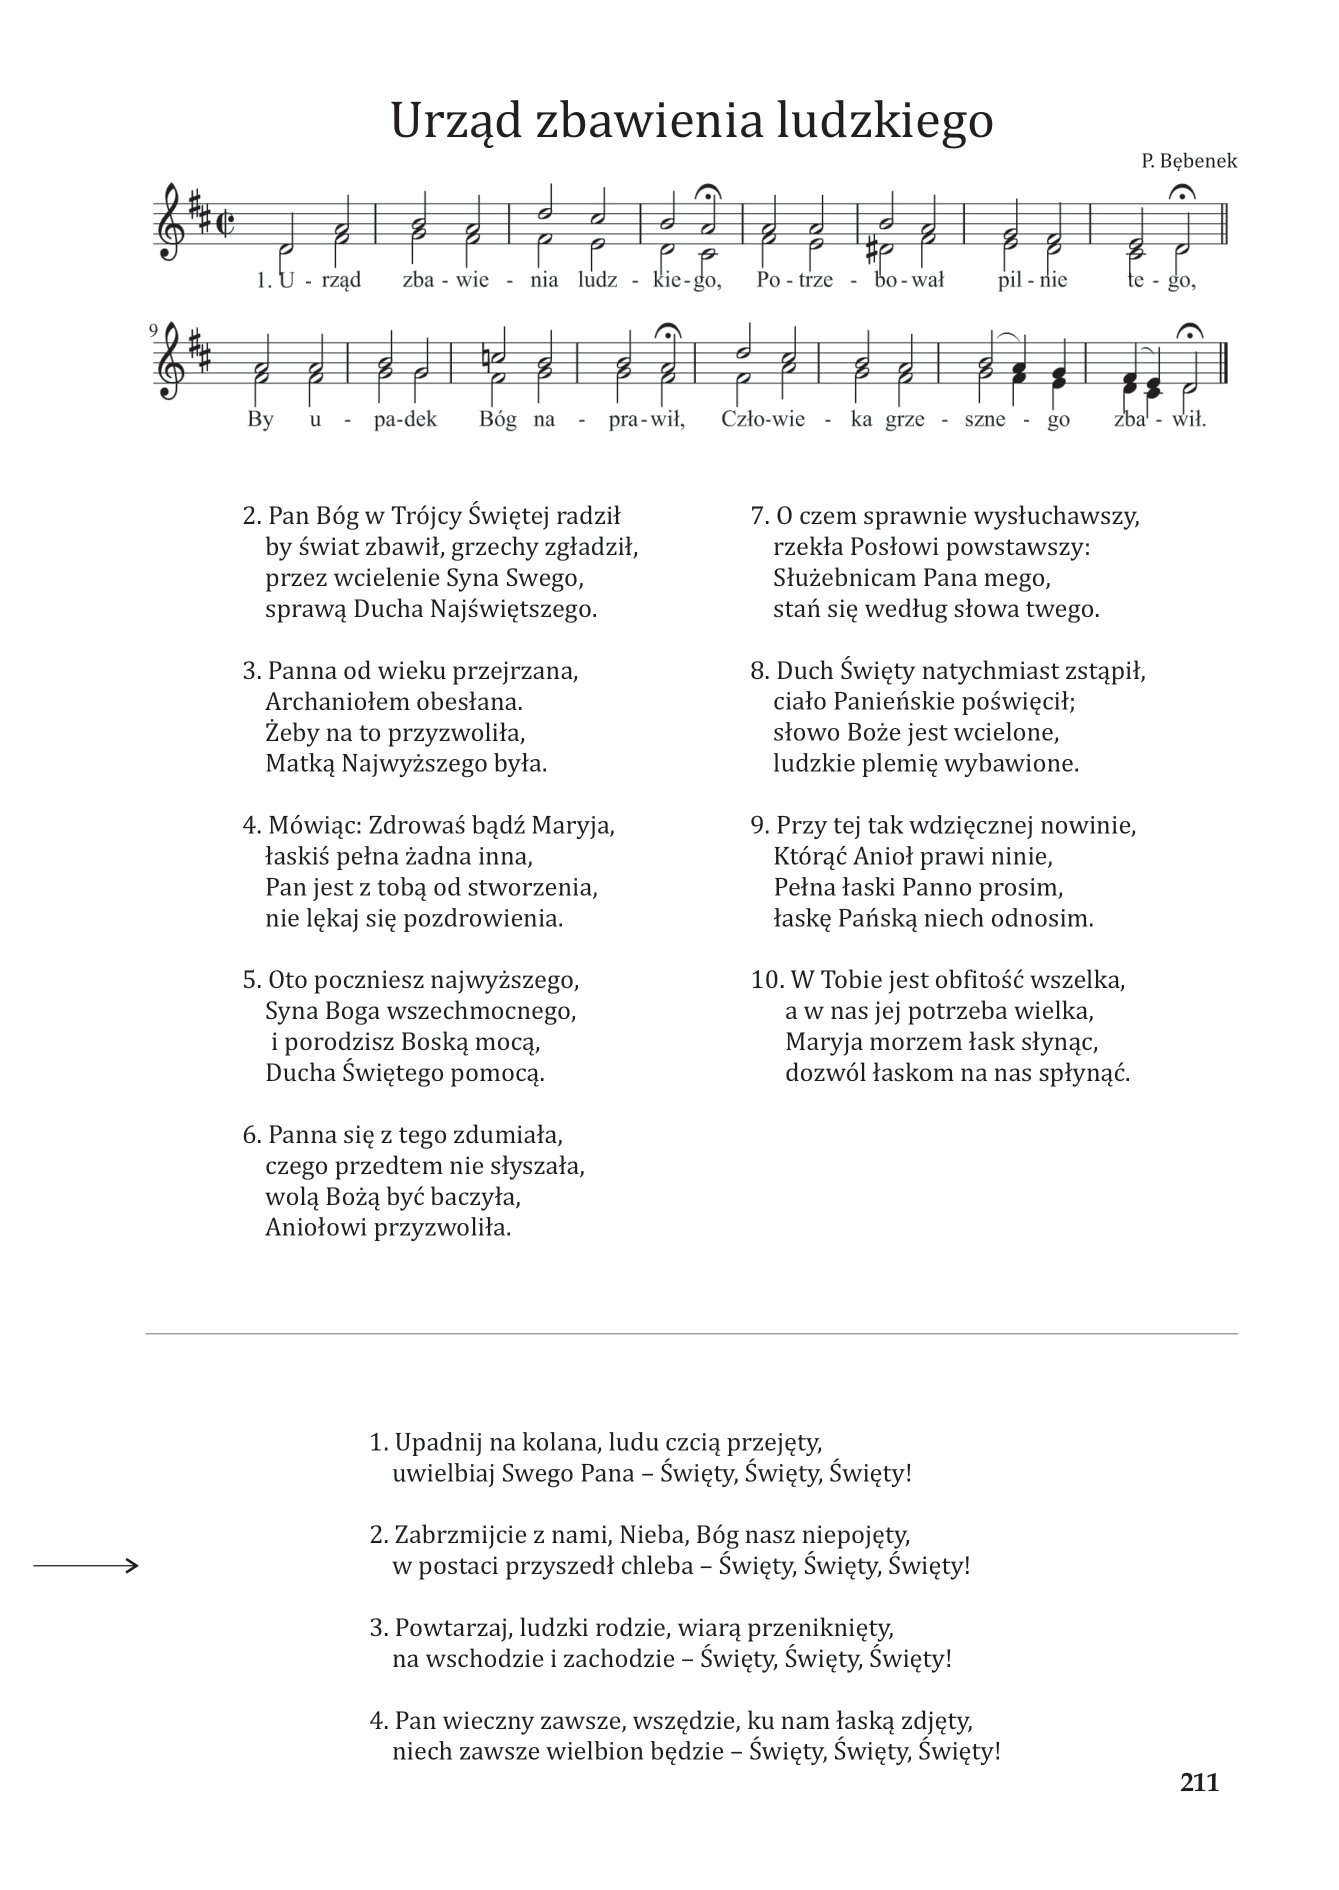 Urząd zbawienia ludzkiego
P. Bębenek
1. U - rząd zba - wie - nia ludz - kie - go, Po - trze - bo - wał pil - nie te - go,
9
By u - pa - dek Bóg na - pra - wił, Czło - wie - ka grze - szne - go zba - wił.
2. Pan Bóg w Trójcy Świętej radził
by świat zbawił, grzechy zgładził,
przez wcielenie Syna Swego,
sprawą Ducha Najświętszego.
3. Panna od wieku przejrzana,
Archaniołem obesłana.
Żeby na to przyzwoliła,
Matką Najwyższego była.
4. Mówiąc: Zdrowaś bądź Maryja,
łaskiś pełna żadna inna,
Pan jest z tobą od stworzenia,
nie lękaj się pozdrowienia.
5. Oto poczniesz najwyższego,
Syna Boga wszechmocnego,
i porodzisz Boską mocą,
Ducha Świętego pomocą.
6. Panna się z tego zdumiała,
czego przedtem nie słyszała,
wolą Bożą być baczyła,
Aniołowi przyzwoliła.
7. O czem sprawnie wysłuchawszy,
rzekła Posłowi powstawszy:
Służebnicam Pana mego,
stań się według słowa twego.
8. Duch Święty natychmiast zstąpił,
ciało Panieńskie poświęcił;
słowo Boże jest wcielone,
ludzkie plemię wybawione.
9. Przy tej tak wdzięcznej nowinie,
Którąć Anioł prawi ninie,
Pełna łaski Panno prosim,
łaskę Pańską niech odnosim.
10. W Tobie jest obfitość wszelka,
a w nas jej potrzeba wielka,
Maryja morzem łask słynąc,
dozwól łaskom na nas spłynąć.
1. Upadnij na kolana, ludu czcią przejęty,
uwielbiaj Swego Pana – Święty, Święty, Święty!
2. Zabrzmijcie z nami, Nieba, Bóg nasz niepojęty,
w postaci przyszedł chleba – Święty, Święty, Święty!
3. Powtarzaj, ludzki rodzie, wiarą przeniknięty,
na wschodzie i zachodzie – Święty, Święty, Święty!
4. Pan wieczny zawsze, wszędzie, ku nam łaską zdjęty,
niech zawsze wielbion będzie – Święty, Święty, Święty!
211